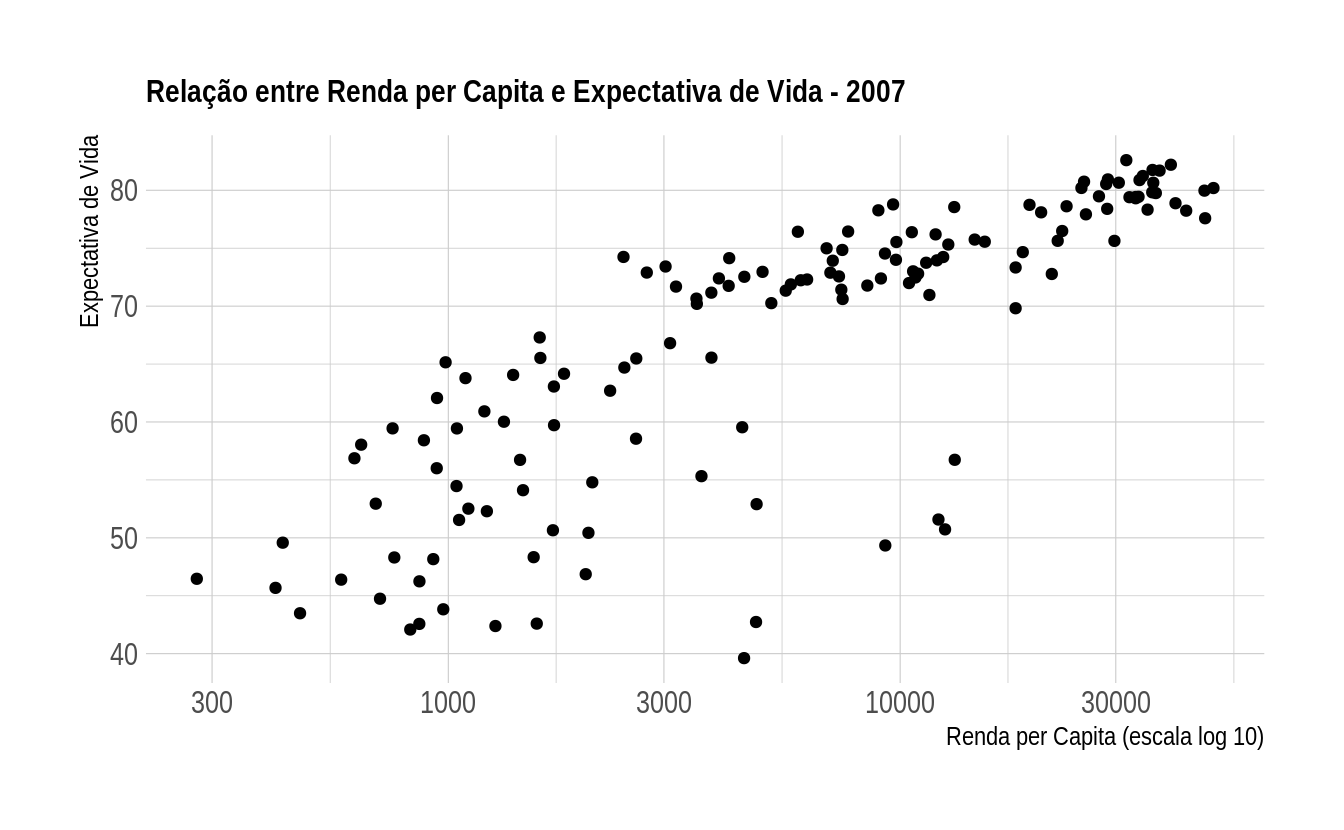 Relação entre Renda per Capita e Expectativa de Vida - 2007
Expectativa de Vida
80
70
60
50
40
300 1000 3000 10000 30000
Renda per Capita (escala log 10)